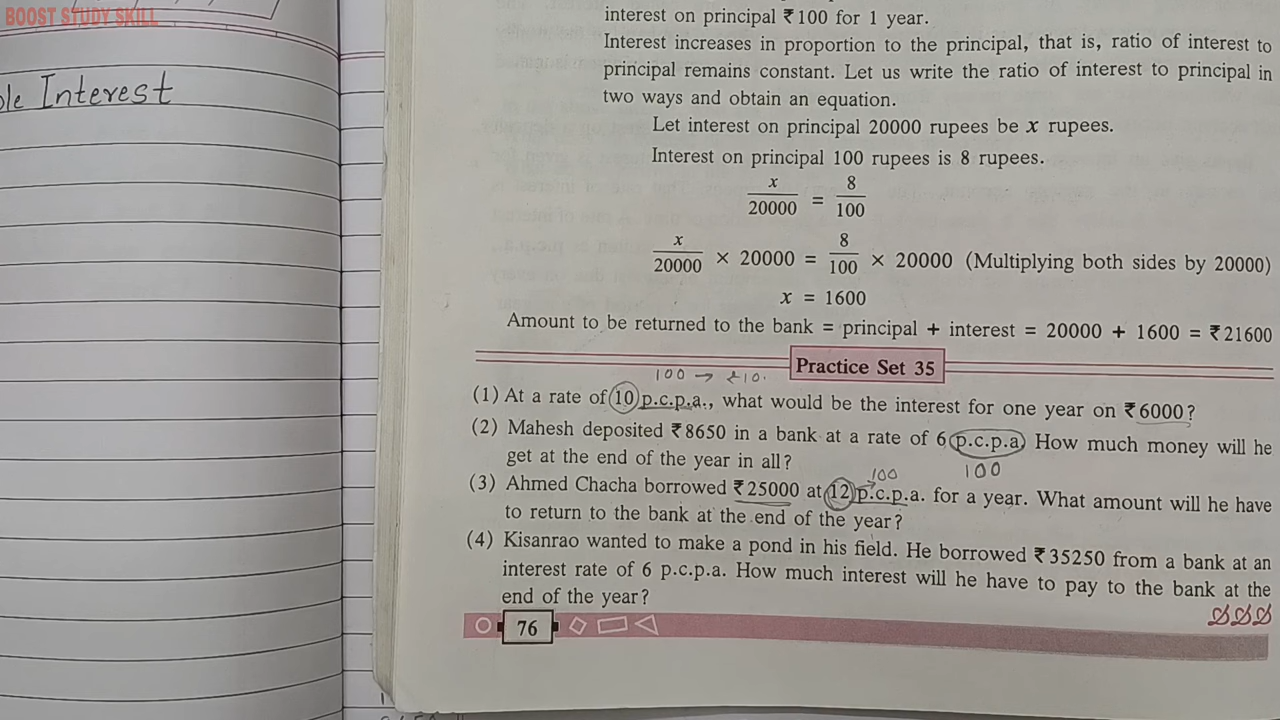 BOOST STUDY SKILL
Interest
interest on principal ₹100 for 1 year.
Interest increases in proportion to the principal, that is, ratio of interest to
principal remains constant. Let us write the ratio of interest to principal in
two ways and obtain an equation.
Let interest on principal 20000 rupees be x rupees.
Interest on principal 100 rupees is 8 rupees.
x/20000 = 8/100
x/20000 × 20000 = 8/100 × 20000 (Multiplying both sides by 20000)
x = 1600
Amount to be returned to the bank = principal + interest = 20000 + 1600 = ₹21600
Practice Set 35
100 → ₹10.
(1) At a rate of 10 p.c.p.a., what would be the interest for one year on ₹6000?
(2) Mahesh deposited ₹8650 in a bank at a rate of 6 p.c.p.a How much money will he
get at the end of the year in all?
100
100
(3) Ahmed Chacha borrowed ₹25000 at 12 p.c.p.a. for a year. What amount will he have
to return to the bank at the end of the year?
(4) Kisanrao wanted to make a pond in his field. He borrowed ₹35250 from a bank at an
interest rate of 6 p.c.p.a. How much interest will he have to pay to the bank at the
end of the year?
76